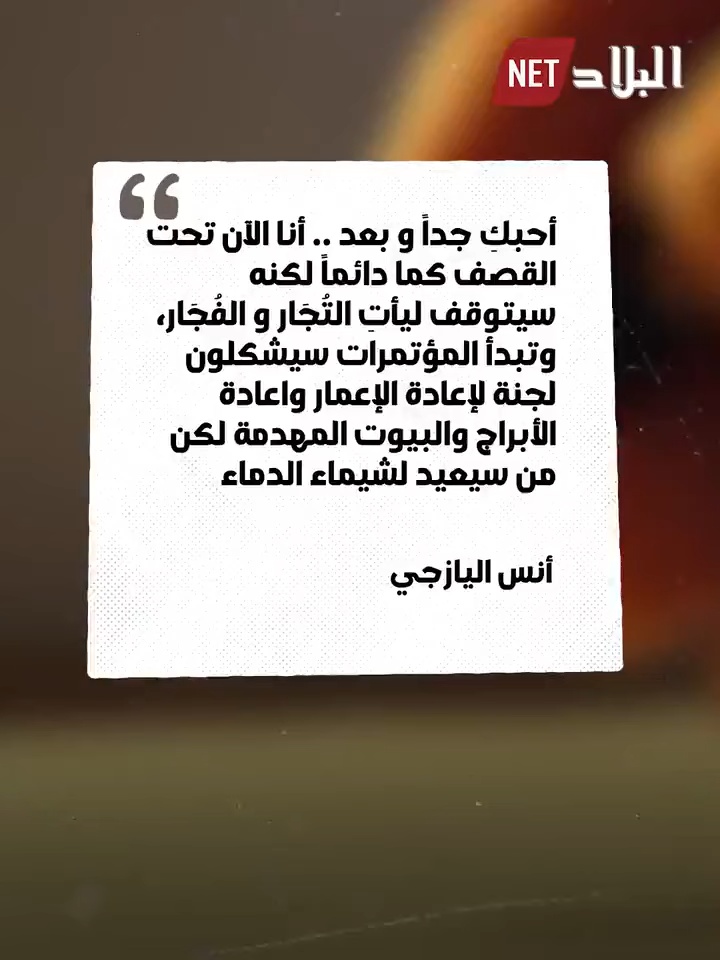 البلاد NET
أحبكِ جداً و بعد .. أنا الآن تحت
القصف كما دائماً لكنه
سيتوقف ليأتِ التُجَار و الفُجَار،
وتبدأ المؤتمرات سيشكلون
لجنة لإعادة الإعمار واعادة
الأبراج والبيوت المهدمة لكن
من سيعيد لشيماء الدماء
أنس اليازجي